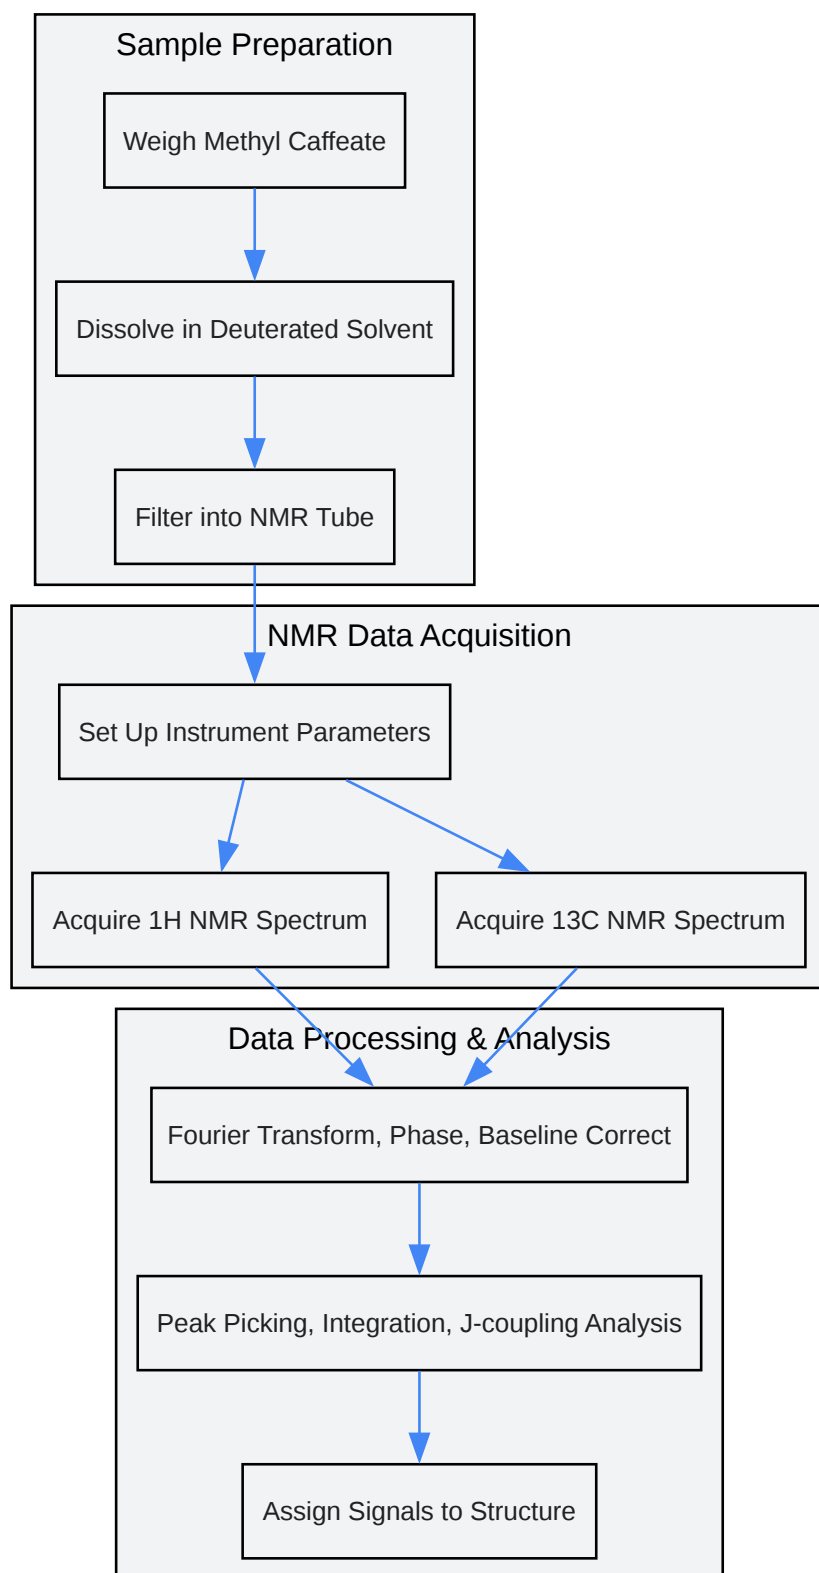 Sample Preparation
Weigh Methyl Caffeate
Dissolve in Deuterated Solvent
Filter into NMR Tube
NMR Data Acquisition
Set Up Instrument Parameters
Acquire 1H NMR Spectrum
Acquire 13C NMR Spectrum
Data Processing & Analysis
Fourier Transform, Phase, Baseline Correct
Peak Picking, Integration, J-coupling Analysis
Assign Signals to Structure